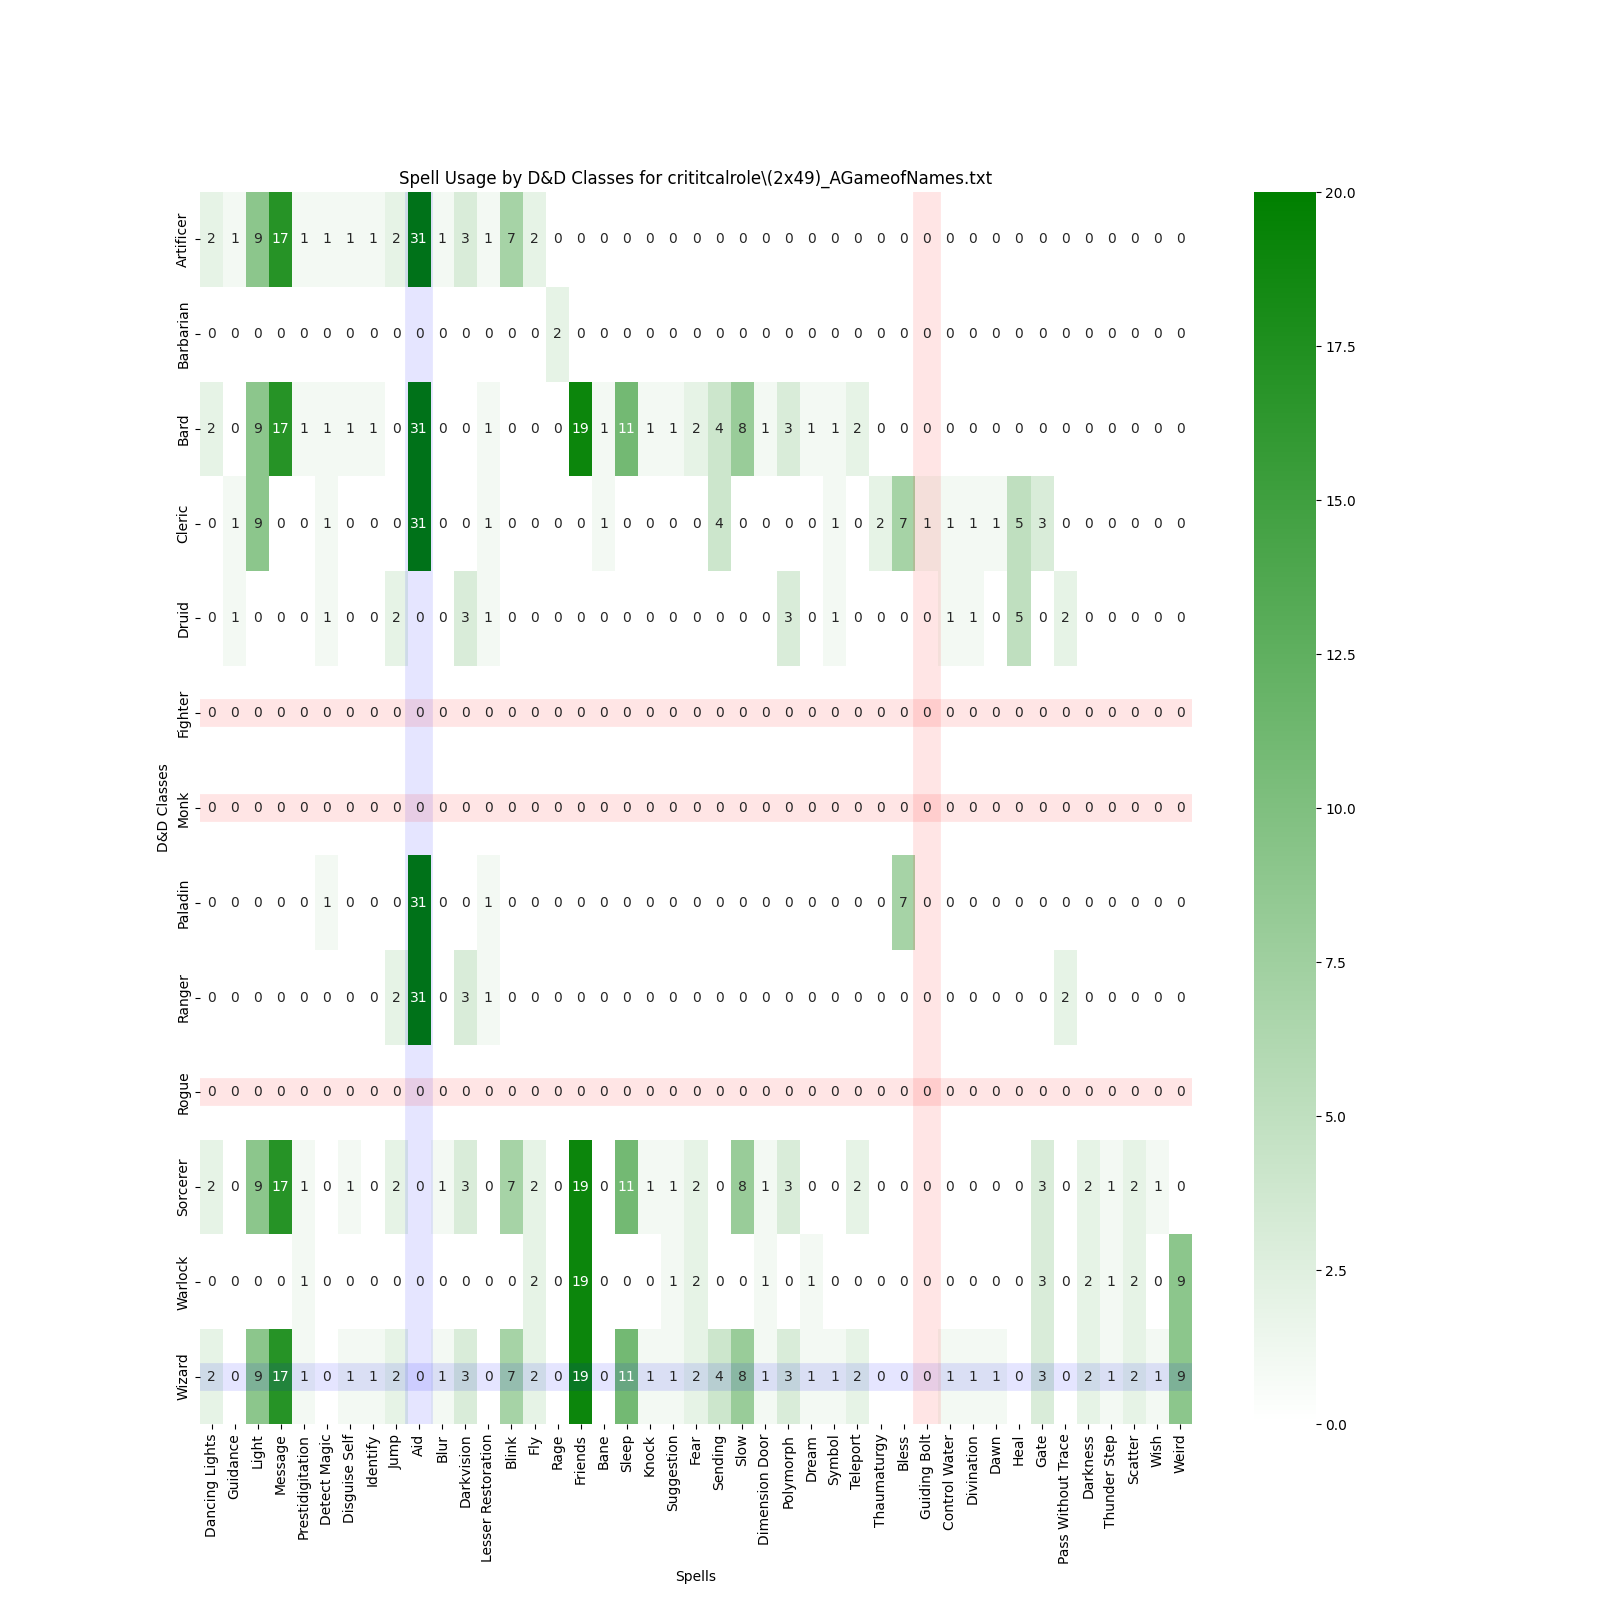 Spell Usage by D&D Classes for crititcalrole\(2x49)_AGameofNames.txt
D&D Classes
Artificer 2 1 9 17 1 1 1 1 2 31 1 3 1 7 2 0 0 0 0 0 0 0 0 0 0 0 0 0 0 0 0 0 0 0 0 0 0 0 0 0 0 0 0
Barbarian 0 0 0 0 0 0 0 0 0 0 0 0 0 0 0 2 0 0 0 0 0 0 0 0 0 0 0 0 0 0 0 0 0 0 0 0 0 0 0 0 0 0 0
Bard 2 0 9 17 1 1 1 1 0 31 0 0 1 0 0 0 19 1 11 1 1 2 4 8 1 3 1 1 2 0 0 0 0 0 0 0 0 0 0 0 0 0 0
Cleric 0 1 9 0 0 1 0 0 0 31 0 0 1 0 0 0 0 1 0 0 0 0 4 0 0 0 0 1 0 2 7 1 1 1 1 5 3 0 0 0 0 0 0
Druid 0 1 0 0 0 1 0 0 2 0 0 3 1 0 0 0 0 0 0 0 0 0 0 0 0 3 0 1 0 0 0 0 1 1 0 5 0 2 0 0 0 0 0
Fighter 0 0 0 0 0 0 0 0 0 0 0 0 0 0 0 0 0 0 0 0 0 0 0 0 0 0 0 0 0 0 0 0 0 0 0 0 0 0 0 0 0 0 0
Monk 0 0 0 0 0 0 0 0 0 0 0 0 0 0 0 0 0 0 0 0 0 0 0 0 0 0 0 0 0 0 0 0 0 0 0 0 0 0 0 0 0 0 0
Paladin 0 0 0 0 0 1 0 0 0 31 0 0 1 0 0 0 0 0 0 0 0 0 0 0 0 0 0 0 0 0 7 0 0 0 0 0 0 0 0 0 0 0 0
Ranger 0 0 0 0 0 0 0 0 2 31 0 3 1 0 0 0 0 0 0 0 0 0 0 0 0 0 0 0 0 0 0 0 0 0 0 0 0 2 0 0 0 0 0
Rogue 0 0 0 0 0 0 0 0 0 0 0 0 0 0 0 0 0 0 0 0 0 0 0 0 0 0 0 0 0 0 0 0 0 0 0 0 0 0 0 0 0 0 0
Sorcerer 2 0 9 17 1 0 1 0 2 0 1 3 0 7 2 0 19 0 11 1 1 2 0 8 1 3 0 0 2 0 0 0 0 0 0 0 3 0 2 1 2 1 0
Warlock 0 0 0 0 1 0 0 0 0 0 0 0 0 0 2 0 19 0 0 0 1 2 0 0 1 0 1 0 0 0 0 0 0 0 0 0 3 0 2 1 2 0 9
Wizard 2 0 9 17 1 0 1 1 2 0 1 3 0 7 2 0 19 0 11 1 1 2 4 8 1 3 1 1 2 0 0 0 1 1 1 0 3 0 2 1 2 1 9
Dancing Lights
Guidance
Light
Message
Prestidigitation
Detect Magic
Disguise Self
Identify
Jump
Aid
Blur
Darkvision
Lesser Restoration
Blink
Fly
Rage
Friends
Bane
Sleep
Knock
Suggestion
Fear
Sending
Slow
Dimension Door
Polymorph
Dream
Symbol
Teleport
Thaumaturgy
Bless
Guiding Bolt
Control Water
Divination
Dawn
Heal
Gate
Pass Without Trace
Darkness
Thunder Step
Scatter
Wish
Weird
Spells
20.0
17.5
15.0
12.5
10.0
7.5
5.0
2.5
0.0